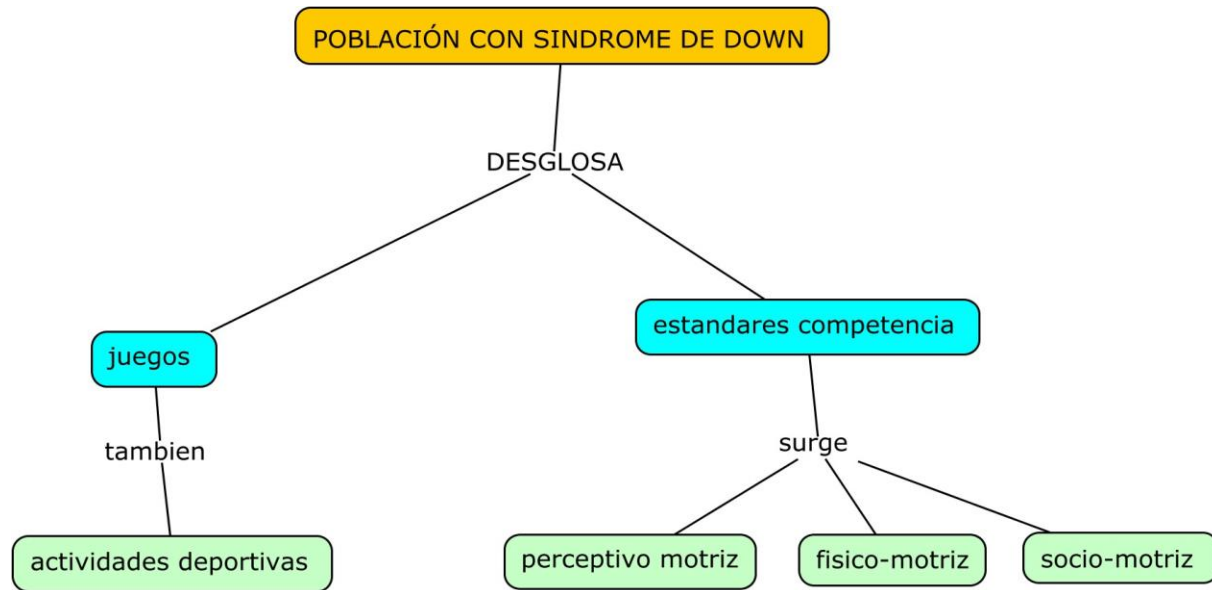 POBLACIÓN CON SINDROME DE DOWN
DESGLOSA
juegos
estandares competencia
tambien
surge
actividades deportivas
perceptivo motriz
fisico-motriz
socio-motriz